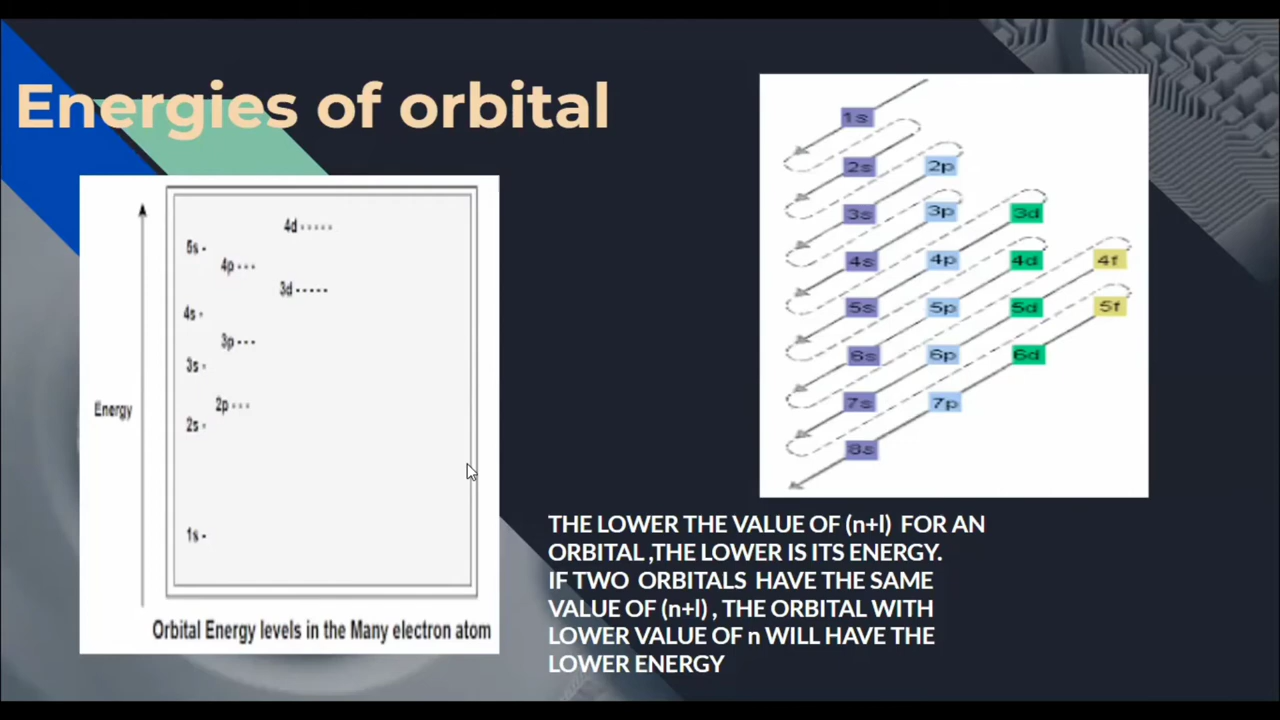 Energies of orbital
4d -----
5s -
4p ---
3d -----
4s -
3p ---
3s -
Energy
2p ---
2s -
1s -
Orbital Energy levels in the Many electron atom
1s
2s 2p
3s 3p 3d
4s 4p 4d 4f
5s 5p 5d 5f
6s 6p 6d
7s 7p
8s
THE LOWER THE VALUE OF (n+l) FOR AN
ORBITAL ,THE LOWER IS ITS ENERGY.
IF TWO ORBITALS HAVE THE SAME
VALUE OF (n+l) , THE ORBITAL WITH
LOWER VALUE OF n WILL HAVE THE
LOWER ENERGY